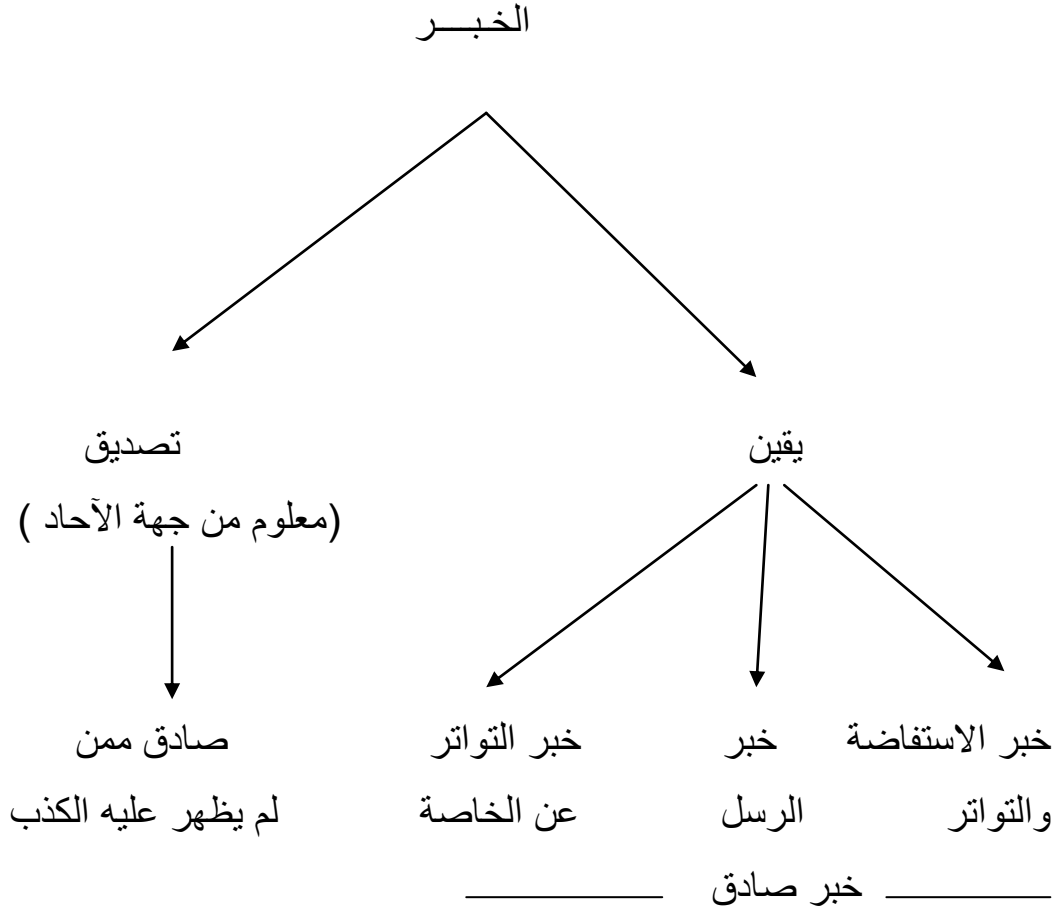 الخبـــر
يقين
تصديق
(معلوم من جهة الآحاد )
خبر الاستفاضة
والتواتر
خبر
الرسل
خبر التواتر
عن الخاصة
صادق ممن
لم يظهر عليه الكذب
خبر صادق